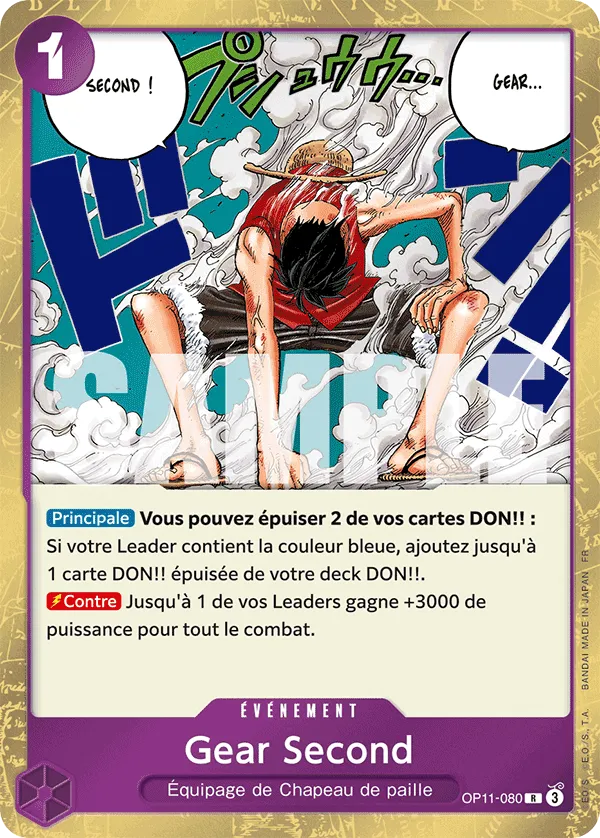 1
SECOND !
プシュウウ...
GEAR...
ドン!!
SAMPLE
Principale Vous pouvez épuiser 2 de vos cartes DON!! :
Si votre Leader contient la couleur bleue, ajoutez jusqu'à
1 carte DON!! épuisée de votre deck DON!!.
Contre Jusqu'à 1 de vos Leaders gagne +3000 de
puissance pour tout le combat.
ÉVÉNEMENT
Gear Second
Équipage de Chapeau de paille
OP11-080 R 3
©E.O./S., T.A. BANDAI MADE IN JAPAN FR